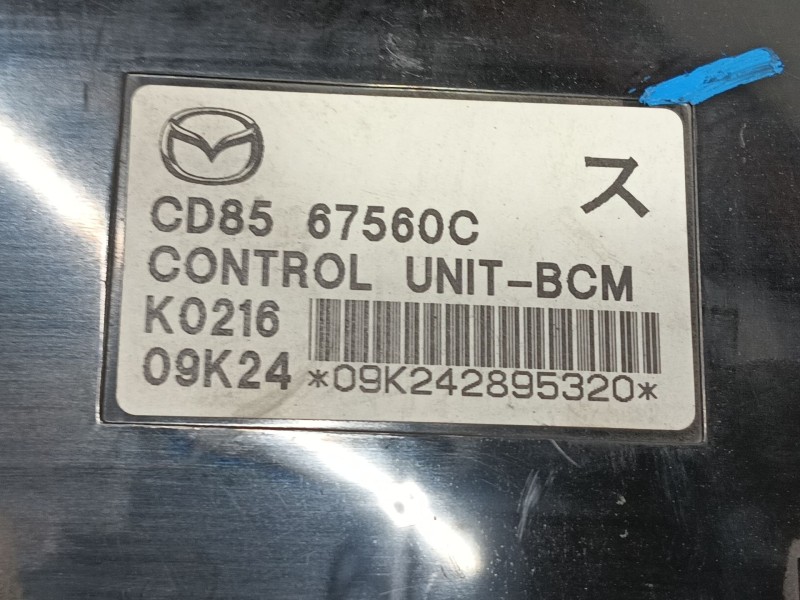 ス
CD85 67560C
CONTROL UNIT-BCM
K0216
09K24 *09K242895320*